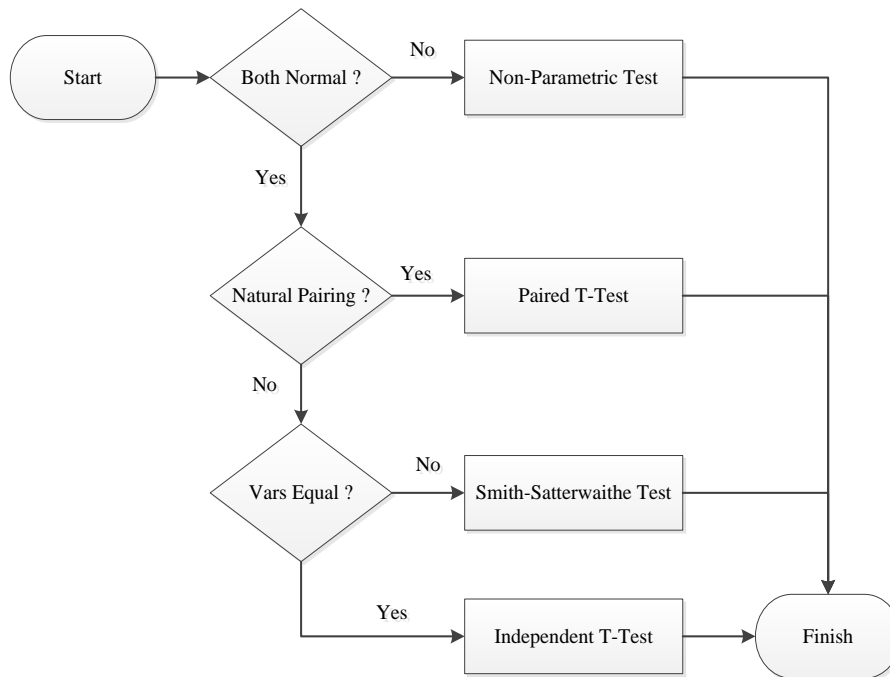 Start
Both Normal ?
No
Non-Parametric Test
Yes
Natural Pairing ?
Yes
Paired T-Test
No
Vars Equal ?
No
Smith-Satterwaithe Test
Yes
Independent T-Test
Finish